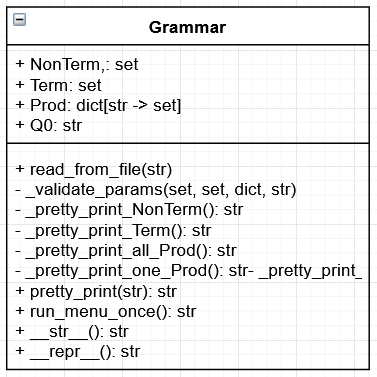 Grammar
+ NonTerm,: set
+ Term: set
+ Prod: dict[str -> set]
+ Q0: str
+ read_from_file(str)
- _validate_params(set, set, dict, str)
- _pretty_print_NonTerm(): str
- _pretty_print_Term(): str
- _pretty_print_all_Prod(): str
- _pretty_print_one_Prod(): str- _pretty_print_
+ pretty_print(str): str
+ run_menu_once(): str
+ __str__(): str
+ __repr__(): str